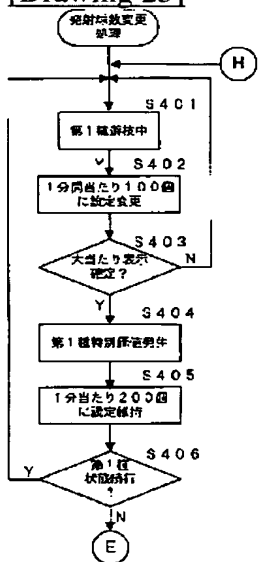 [Drawing 23]
発射球数変更
処理
H
S401
第1種遊技中
S402
1分間当たり100個
に設定変更
S403
大当たり表示
確定?
N
Y
S404
第1種特別価値発生
S405
1分当たり200個
に設定維持
S406
第1種
状態続行
?
Y
N
E